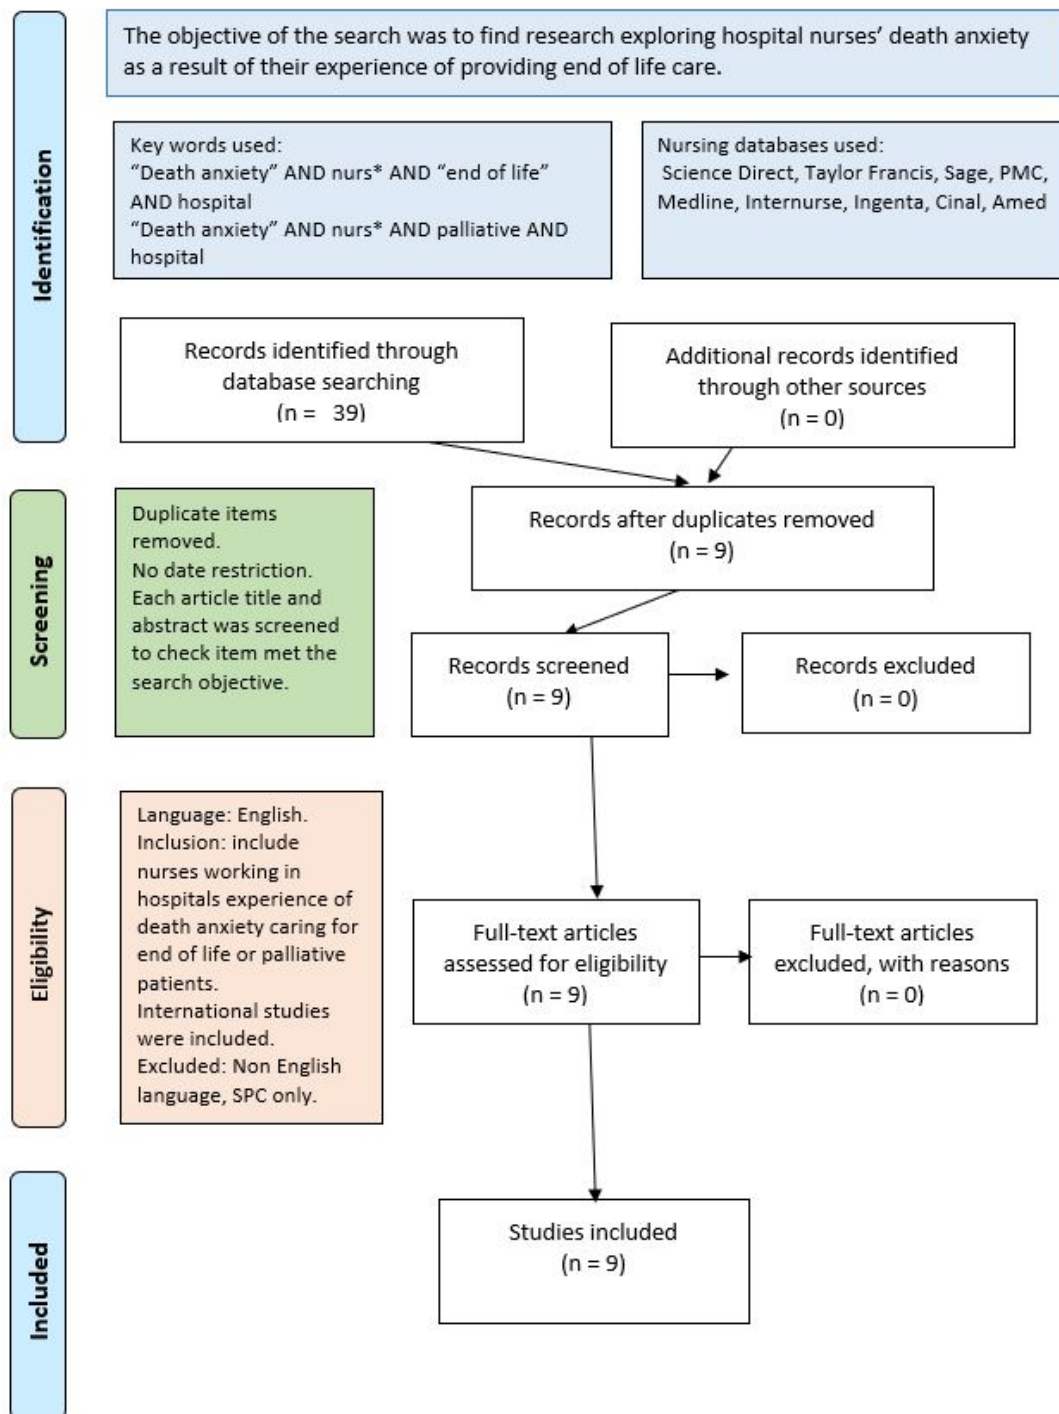 Identification
The objective of the search was to find research exploring hospital nurses' death anxiety
as a result of their experience of providing end of life care.
Key words used:
"Death anxiety" AND nurs* AND "end of life"
AND hospital
"Death anxiety" AND nurs* AND palliative AND
hospital
Nursing databases used:
Science Direct, Taylor Francis, Sage, PMC,
Medline, Internurse, Ingenta, Cinal, Amed
Records identified through
database searching
(n = 39)
Additional records identified
through other sources
(n = 0)
Screening
Duplicate items
removed.
No date restriction.
Each article title and
abstract was screened
to check item met the
search objective.
Records after duplicates removed
(n = 9)
Records screened
(n = 9)
Records excluded
(n = 0)
Eligibility
Language: English.
Inclusion: include
nurses working in
hospitals experience of
death anxiety caring for
end of life or palliative
patients.
International studies
were included.
Excluded: Non English
language, SPC only.
Full-text articles
assessed for eligibility
(n = 9)
Full-text articles
excluded, with reasons
(n = 0)
Included
Studies included
(n = 9)